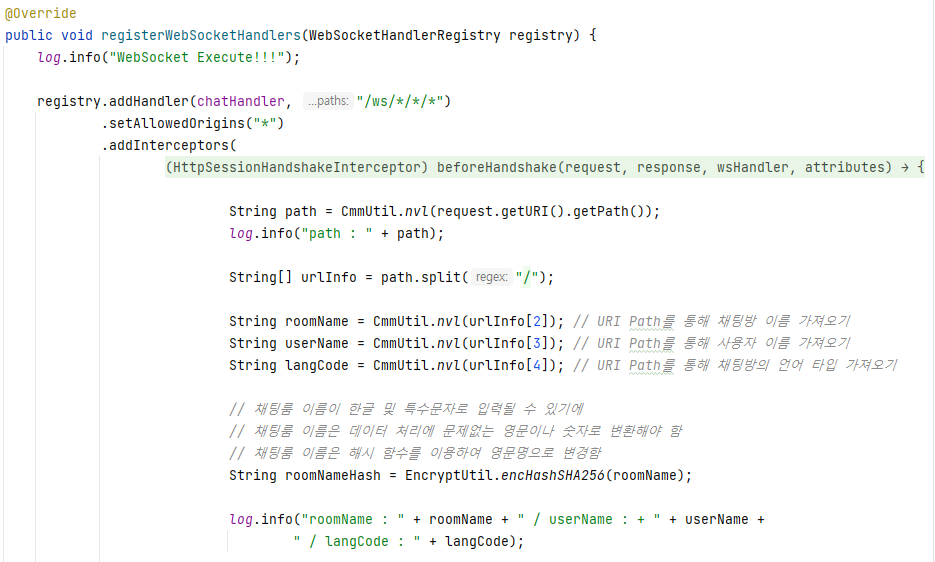 @Override
public void registerWebSocketHandlers(WebSocketHandlerRegistry registry) {
log.info("WebSocket Execute!!!");
registry.addHandler(chatHandler, ...paths: "/ws/*/*/*")
.setAllowedOrigins("*")
.addInterceptors(
(HttpSessionHandshakeInterceptor) beforeHandshake(request, response, wsHandler, attributes) → {
String path = CmmUtil.nvl(request.getURI().getPath());
log.info("path : " + path);
String[] urlInfo = path.split( regex: "/");
String roomName = CmmUtil.nvl(urlInfo[2]); // URI Path를 통해 채팅방 이름 가져오기
String userName = CmmUtil.nvl(urlInfo[3]); // URI Path를 통해 사용자 이름 가져오기
String langCode = CmmUtil.nvl(urlInfo[4]); // URI Path를 통해 채팅방의 언어 타입 가져오기
// 채팅룸 이름이 한글 및 특수문자로 입력될 수 있기에
// 채팅룸 이름은 데이터 처리에 문제없는 영문이나 숫자로 변환해야 함
// 채팅룸 이름은 해시 함수를 이용하여 영문명으로 변경함
String roomNameHash = EncryptUtil.encHashSHA256(roomName);
log.info("roomName : " + roomName + " / userName : + " + userName +
" / langCode : " + langCode);